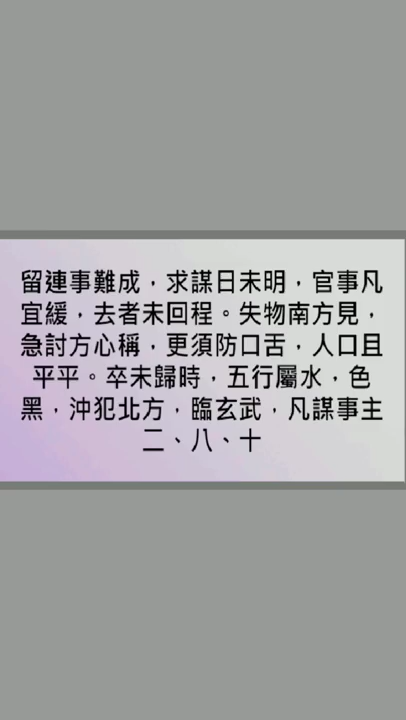 留連事難成，求謀日未明，官事凡
宜緩，去者未回程。失物南方見，
急討方心稱，更須防口舌，人口且
平平。卒未歸時，五行屬水，色
黑，沖犯北方，臨玄武，凡謀事主
二、八、十